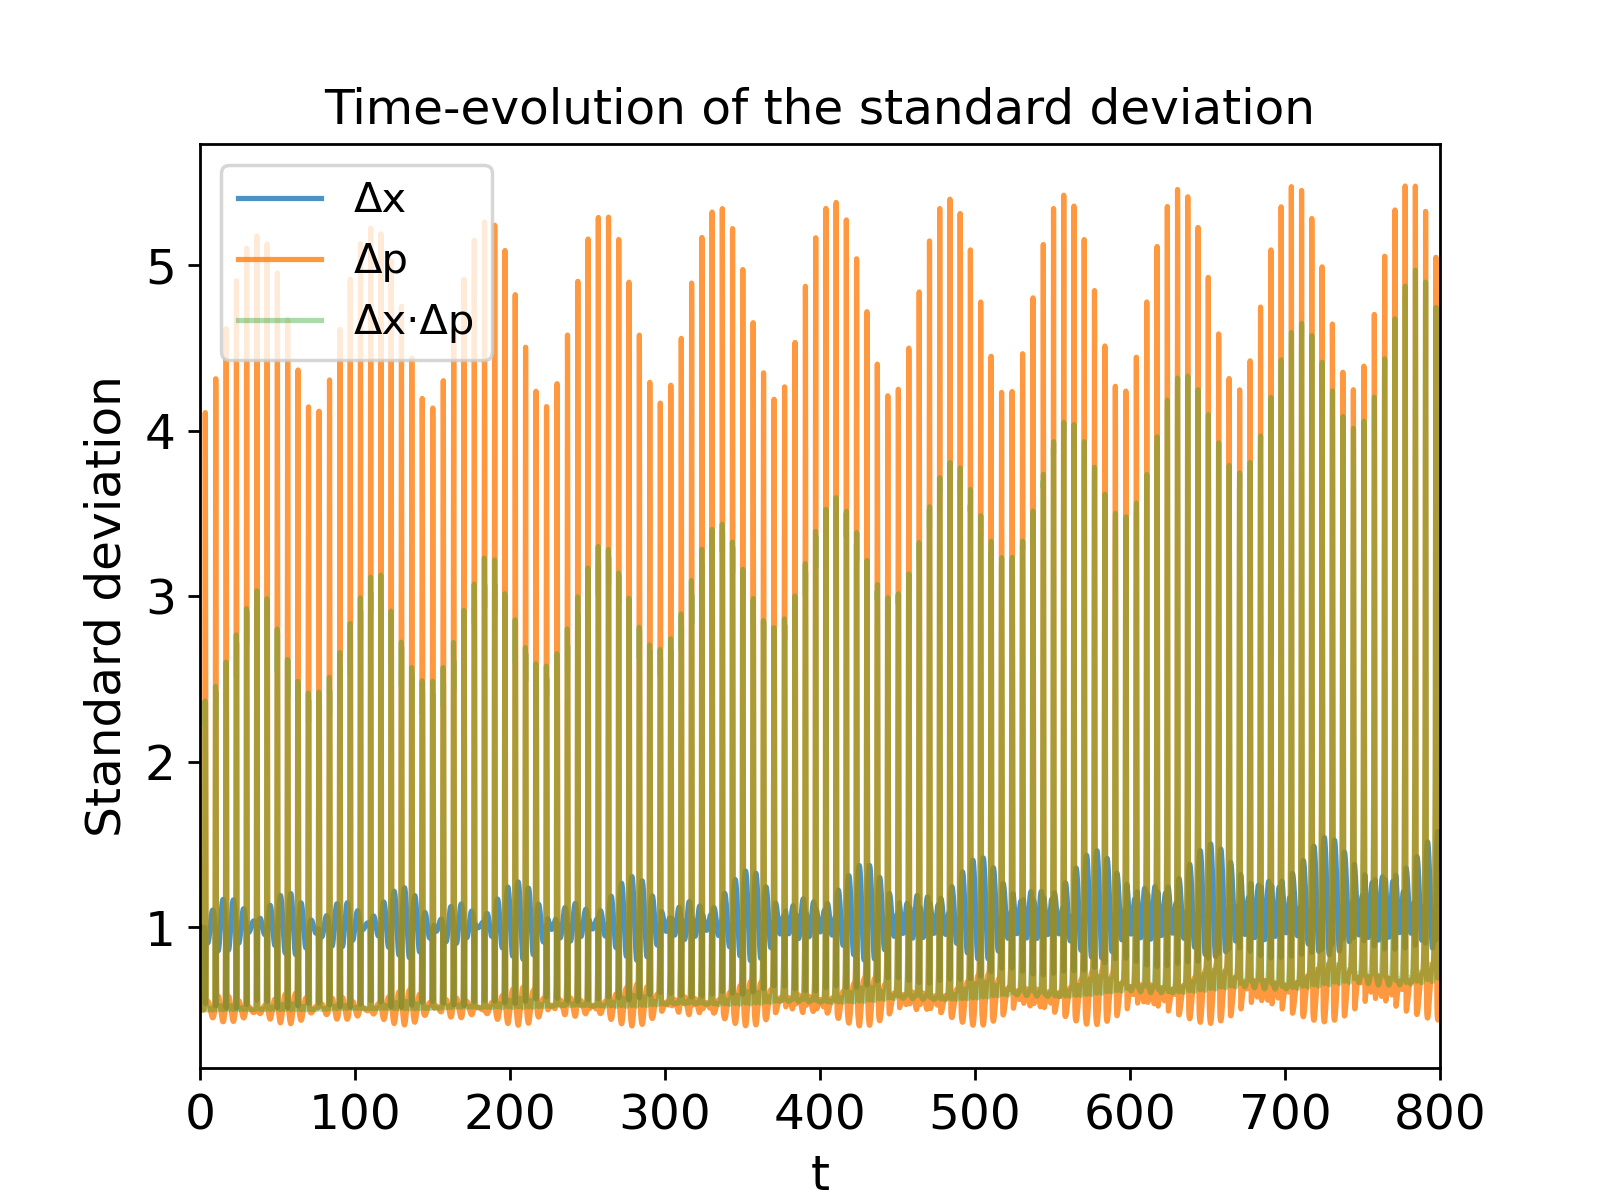 Time-evolution of the standard deviation
Δx
Δp
Δx·Δp
Standard deviation
5
4
3
2
1
0 100 200 300 400 500 600 700 800
t